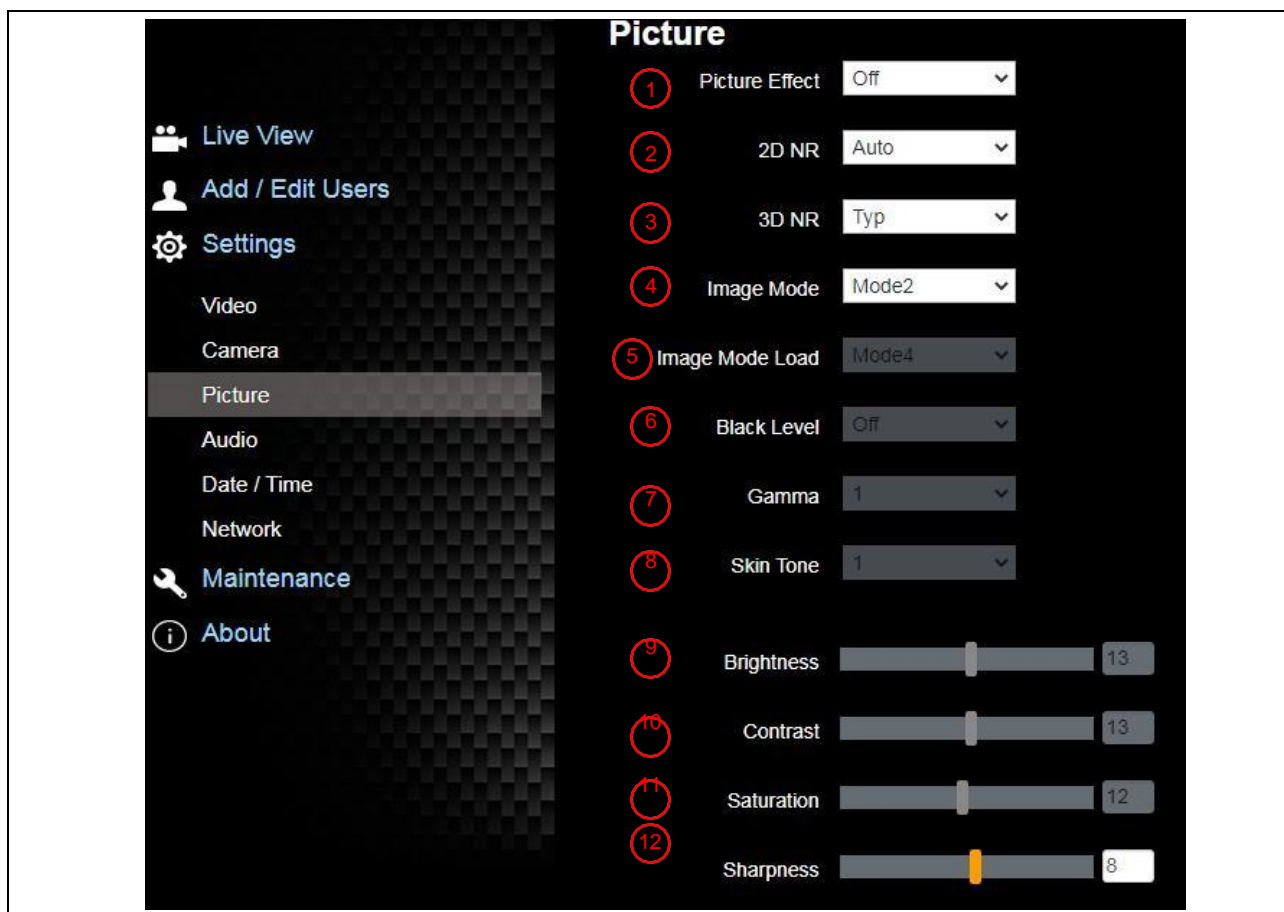 Picture
1 Picture Effect Off
Live View
2 2D NR Auto
Add / Edit Users
3 3D NR Typ
Settings
4 Image Mode Mode2
Video
Camera
5 Image Mode Load Mode4
Picture
6 Black Level Off
Audio
Date / Time
7 Gamma 1
Network
8 Skin Tone 1
Maintenance
About
9 Brightness 13
10 Contrast 13
11 Saturation 12
12 Sharpness 8